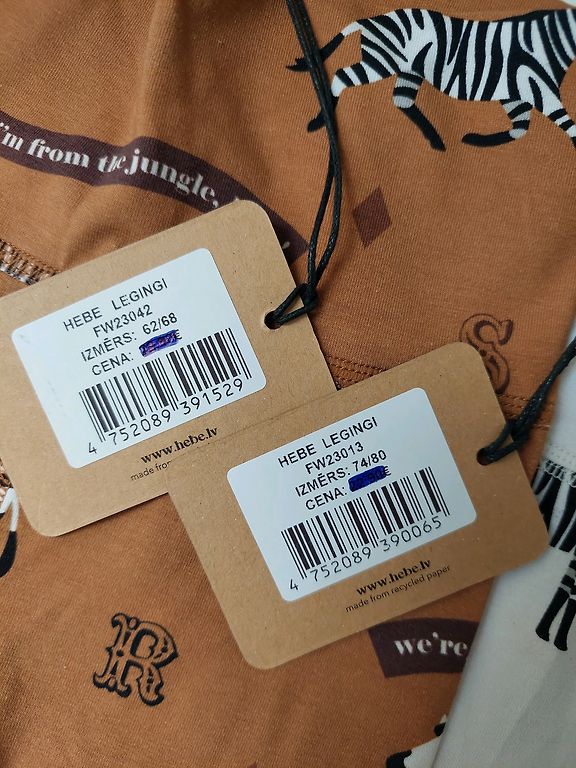 I'm from the jungle,
HEBE LEGINGI
FW23042
IZMĒRS: 62/68
CENA:
4 752089 391529
www.hebe.lv
made from
S
HEBE LEGINGI
FW23013
IZMĒRS: 74/80
CENA: €
4 752089 390065
www.hebe.lv
made from recycled paper
R
we're